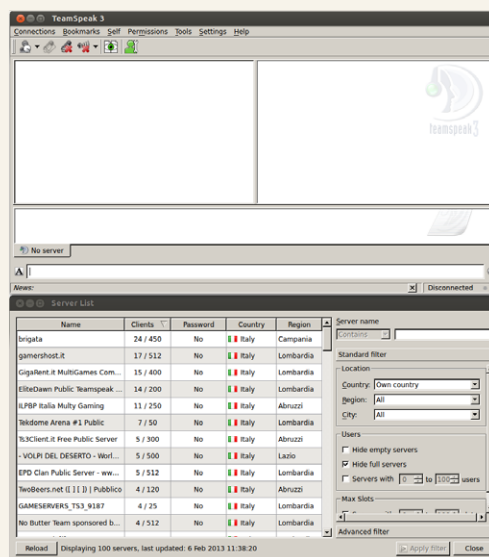 TeamSpeak 3
Connections Bookmarks Self Permissions Tools Settings Help
teamspeak3
No server
A
News:
Disconnected
Server List
Name Clients Password Country Region
brigata 24 / 450 No Italy Campania
gamershost.it 17 / 512 No Italy Lombardia
GigaRent.it MultiGames Com... 15 / 400 No Italy Lombardia
EliteDawn Public Teamspeak ... 14 / 200 No Italy Lombardia
ILPBP Italia Multy Gaming 11 / 250 No Italy Abruzzi
Tekdome Arena #1 Public 7 / 50 No Italy Lombardia
Ts3Client.it Free Public Server 5 / 300 No Italy Abruzzi
- VOLPI DEL DESERTO - Worl... 5 / 500 No Italy Lazio
EPD Clan Public Server - ww... 5 / 512 No Italy Lombardia
TwoBeers.net ([ ] [ ]) | Pubblico 4 / 120 No Italy Abruzzi
GAMESERVERS_TS3_9187 4 / 256 No Italy Lombardia
No Butter Team sponsored b... 4 / 512 No Italy Lombardia
Server name
Contains
Standard filter
Location
Country: Own country
Region: All
City: All
Users
Hide empty servers
Hide full servers
Servers with 0 to 100 users
Max Slots
Advanced filter
Reload Displaying 100 servers, last updated: 6 Feb 2013 11:38:20
Apply filter Close